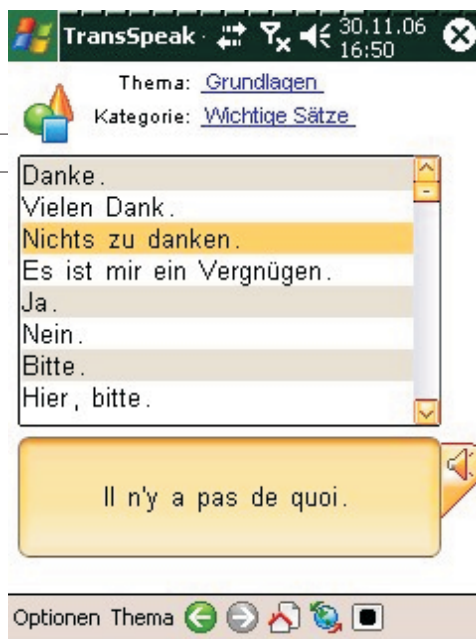 TransSpeak 30.11.06
16:50
Thema: Grundlagen
Kategorie: Wichtige Sätze
Danke.
Vielen Dank.
Nichts zu danken.
Es ist mir ein Vergnügen.
Ja.
Nein.
Bitte.
Hier, bitte.
Il n'y a pas de quoi.
Optionen Thema